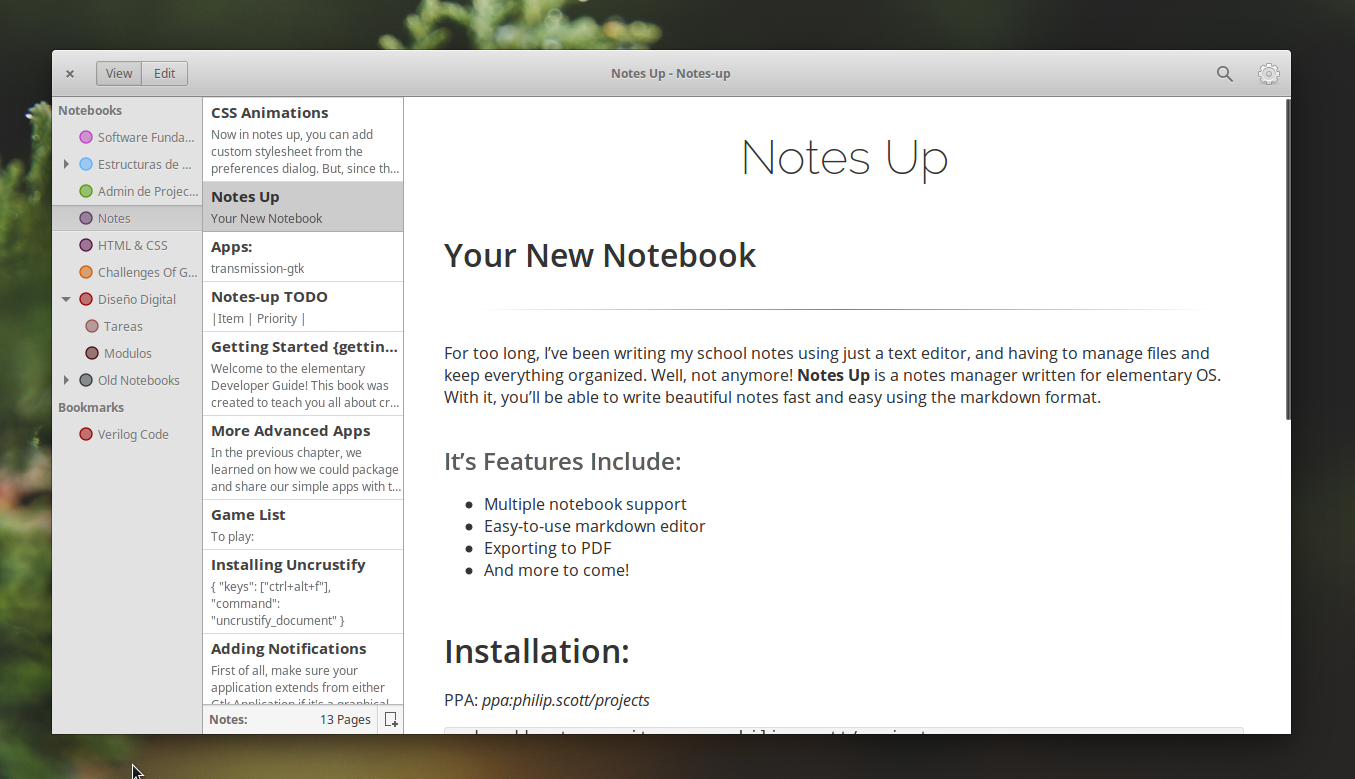 View
Edit
Notes Up - Notes-up
Notebooks
Software Funda...
Estructuras de ...
Admin de Projec...
Notes
HTML & CSS
Challenges Of G...
Diseño Digital
Tareas
Modulos
Old Notebooks
Bookmarks
Verilog Code
CSS Animations
Now in notes up, you can add
custom stylesheet from the
preferences dialog. But, since th...
Notes Up
Your New Notebook
Apps:
transmission-gtk
Notes-up TODO
|Item | Priority |
Getting Started {gettin...
Welcome to the elementary
Developer Guide! This book was
created to teach you all about cr...
More Advanced Apps
In the previous chapter, we
learned on how we could package
and share our simple apps with t...
Game List
To play:
Installing Uncrustify
{ "keys": ["ctrl+alt+f"],
"command":
"uncrustify_document" }
Adding Notifications
First of all, make sure your
application extends from either
Gtk.Application if it's a graphical
Notes:
13 Pages
Notes Up
Your New Notebook
For too long, I’ve been writing my school notes using just a text editor, and having to manage files and
keep everything organized. Well, not anymore! Notes Up is a notes manager written for elementary OS.
With it, you’ll be able to write beautiful notes fast and easy using the markdown format.
It’s Features Include:
Multiple notebook support
Easy-to-use markdown editor
Exporting to PDF
And more to come!
Installation:
PPA: ppa:philip.scott/projects